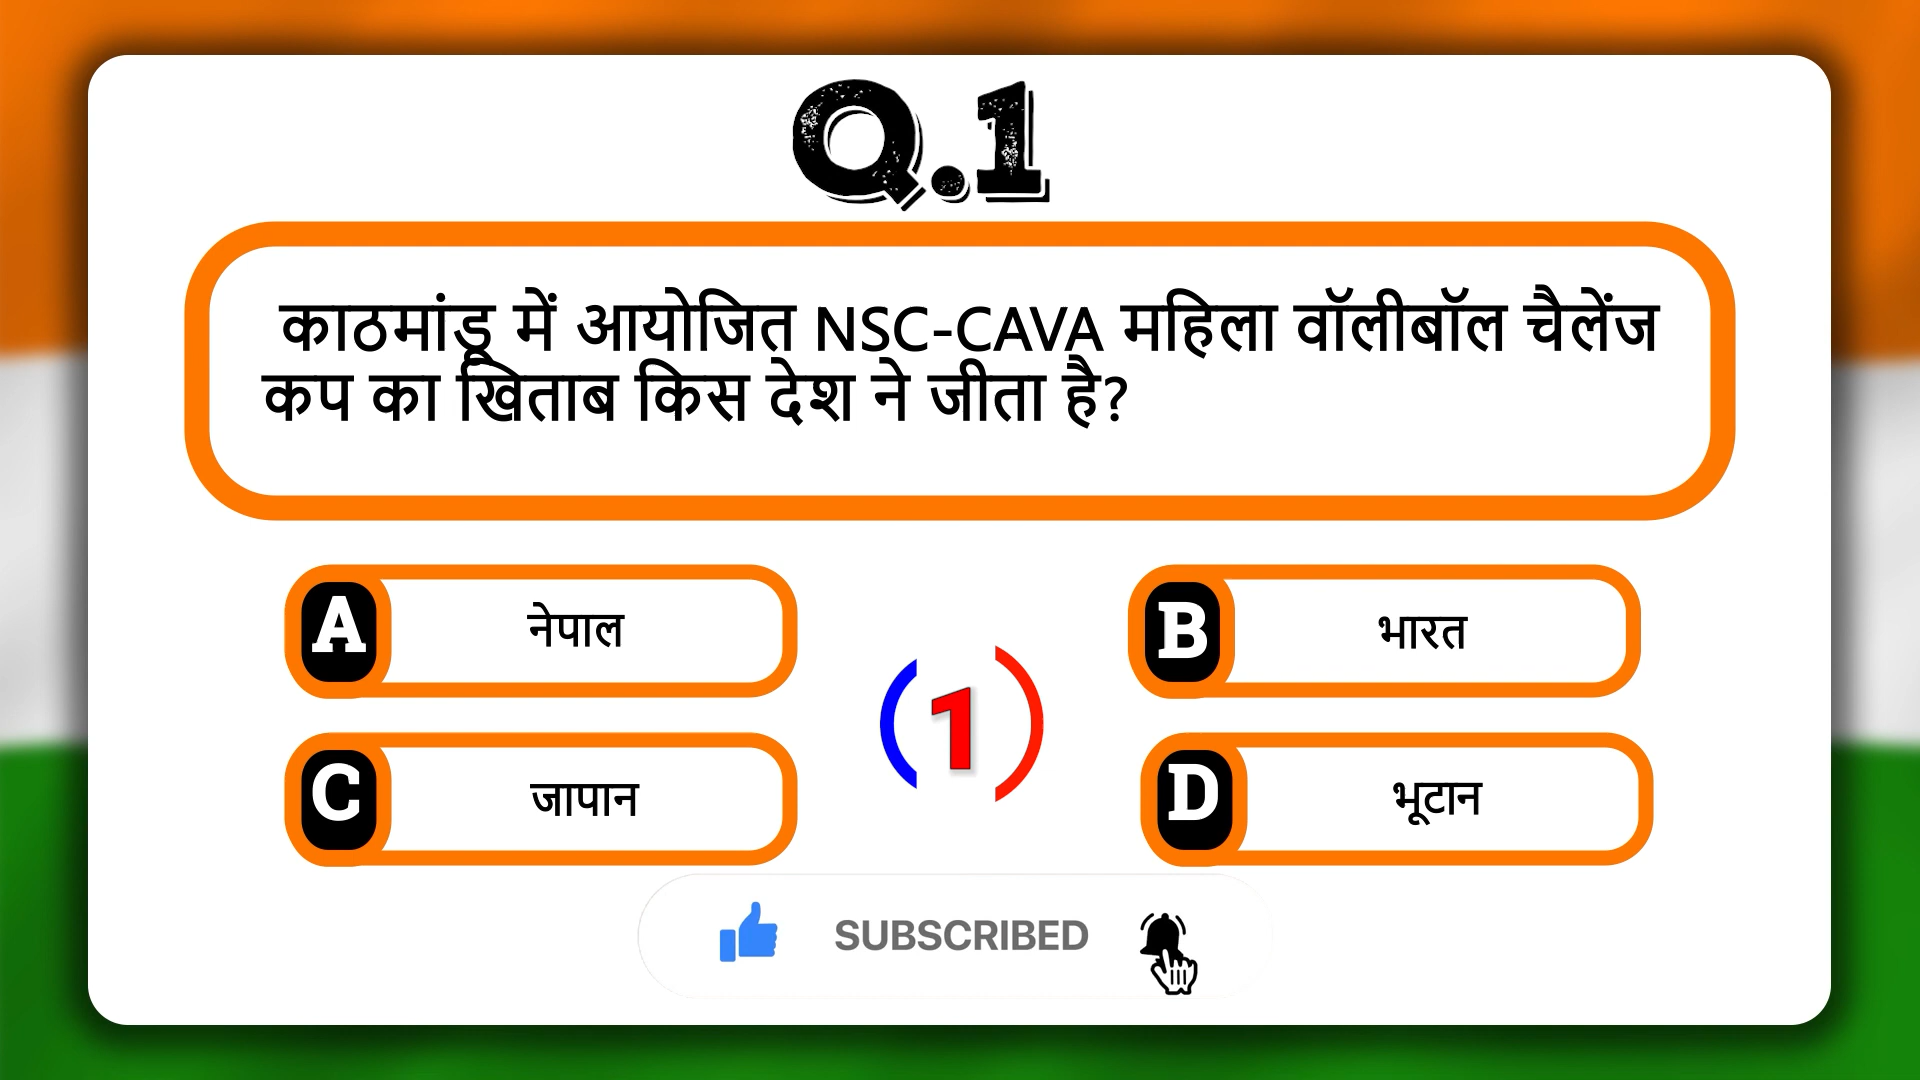 Q.1
काठमांडू में आयोजित NSC-CAVA महिला वॉलीबॉल चैलेंज
कप का खिताब किस देश ने जीता है?
A नेपाल
B भारत
1
C जापान
D भूटान
SUBSCRIBED